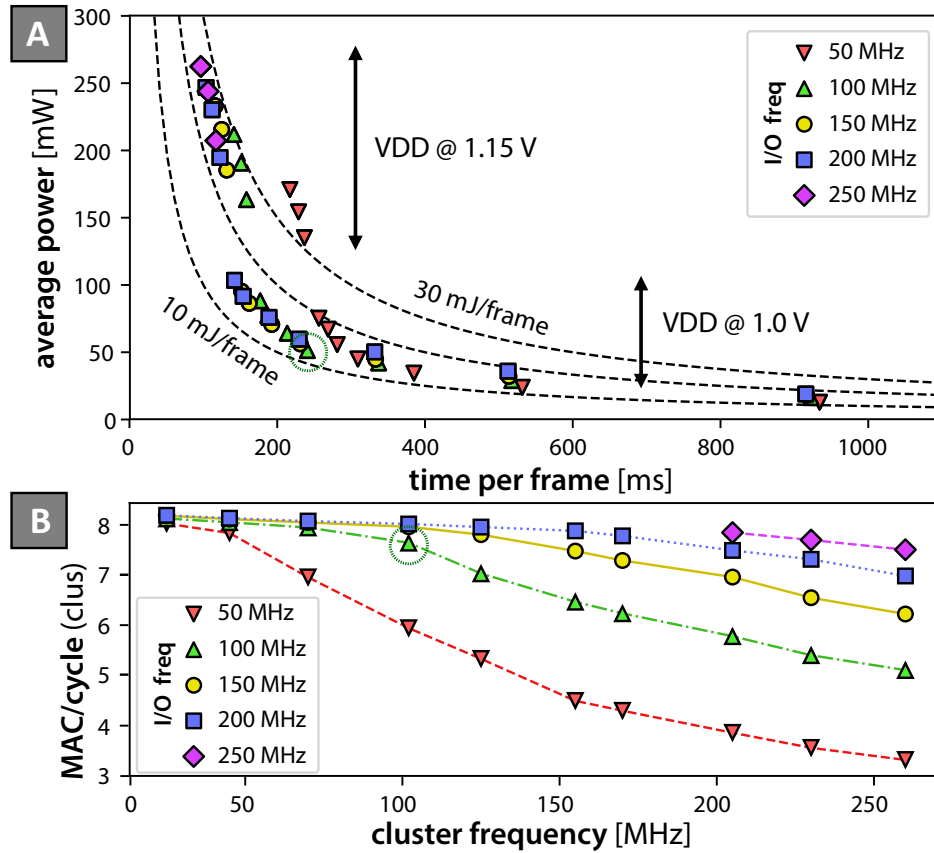 A
300
250
200
150
100
50
0
average power [mW]
VDD @ 1.15 V
I/O freq
50 MHz
100 MHz
150 MHz
200 MHz
250 MHz
10 mJ/frame
30 mJ/frame
VDD @ 1.0 V
0 200 400 600 800 1000
time per frame [ms]
B
8
7
6
5
4
3
MAC/cycle (clus)
I/O freq
50 MHz
100 MHz
150 MHz
200 MHz
250 MHz
0 50 100 150 200 250
cluster frequency [MHz]